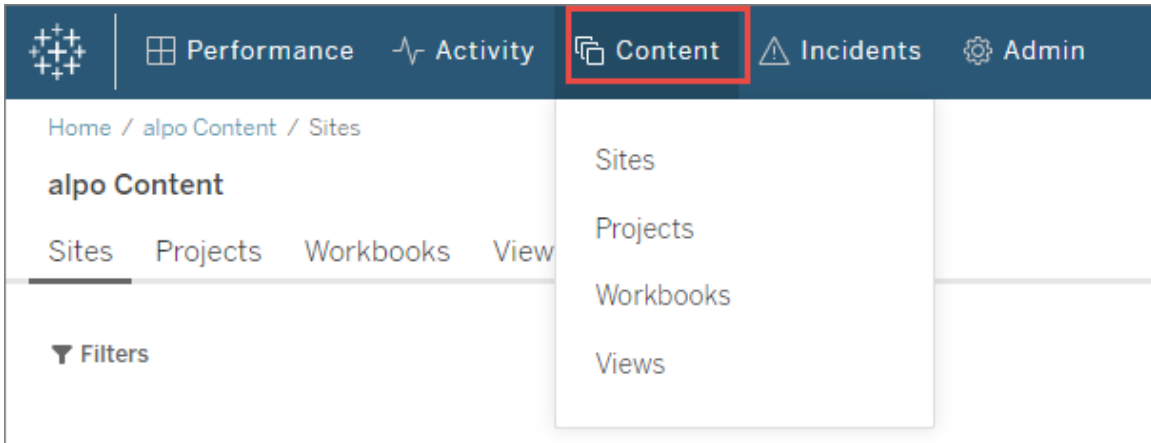 Performance Activity Content Incidents Admin
Home / alpo Content / Sites
alpo Content
Sites Projects Workbooks View
Filters
Sites
Projects
Workbooks
Views